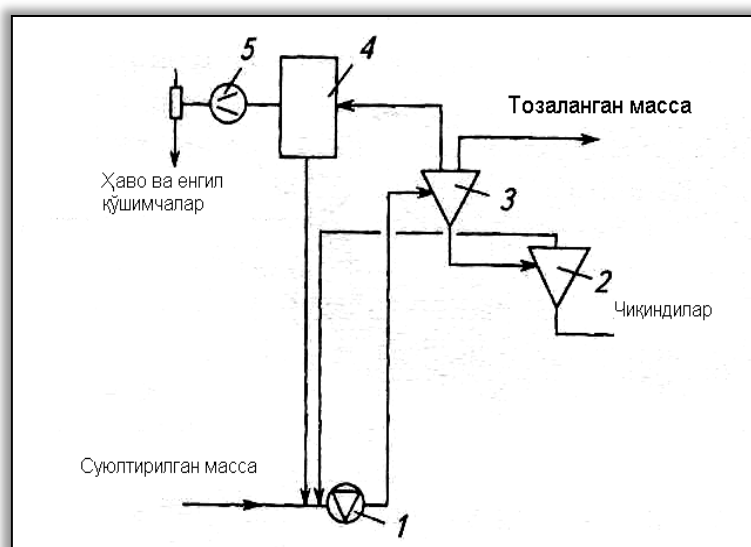 5
4
Тозаланган масса
Ҳаво ва енгил
қўшимчалар
3
2
Чиқиндилар
Суюлтирилган масса
1